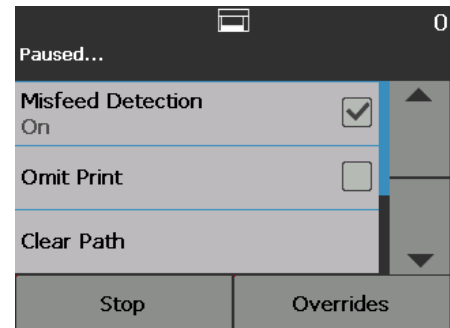 0
Paused...
Misfeed Detection
On
Omit Print
Clear Path
Stop
Overrides